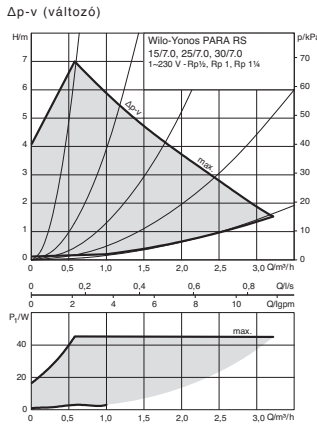 Δp-v (változó)
H/m
p/kPa
Wilo-Yonos PARA RS
15/7.0, 25/7.0, 30/7.0
1~230 V - Rp½, Rp 1, Rp 1¼
7
6
5
4
3
2
1
0
70
60
50
40
30
20
10
0
Δp-v
max.
0 0,5 1,0 1,5 2,0 2,5 3,0 Q/m³/h
0 0,2 0,4 0,6 0,8 Q/l/s
0 2 4 6 8 10 Q/Igpm
P₁/W
max.
40
20
0
0 0,5 1,0 1,5 2,0 2,5 3,0 Q/m³/h